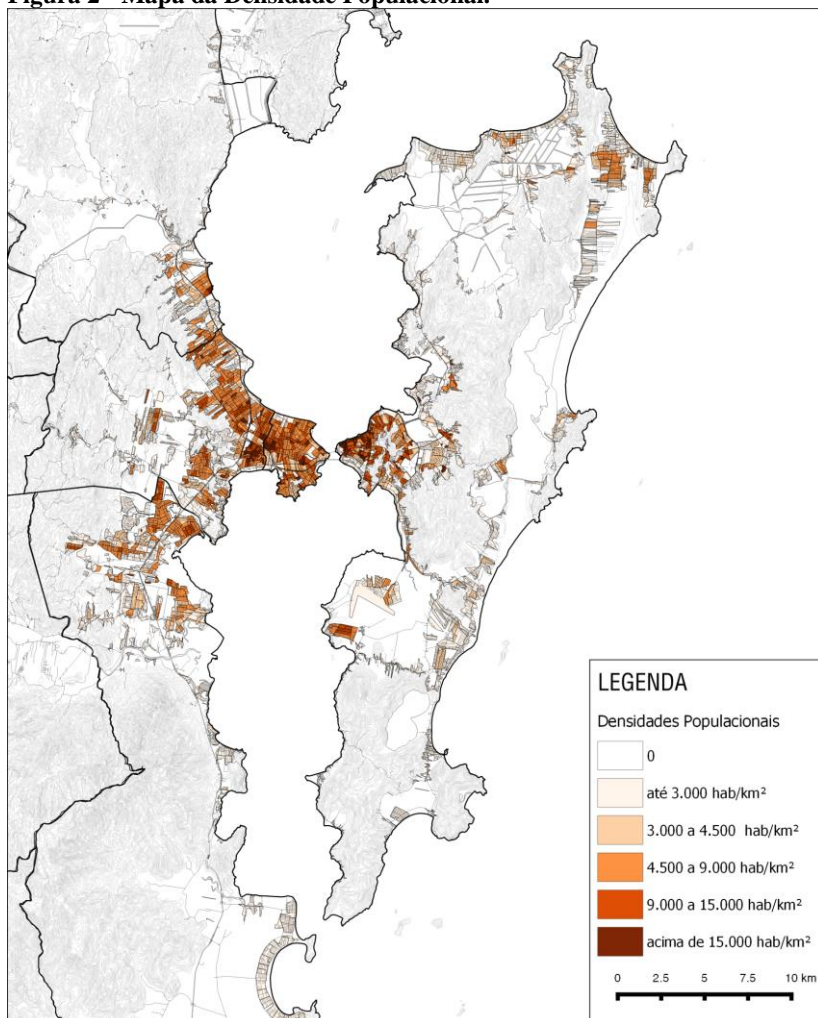 Figura 2 - Mapa da Densidade Populacional.
LEGENDA
Densidades Populacionais
0
até 3.000 hab/km²
3.000 a 4.500 hab/km²
4.500 a 9.000 hab/km²
9.000 a 15.000 hab/km²
acima de 15.000 hab/km²
0 2.5 5 7.5 10 km